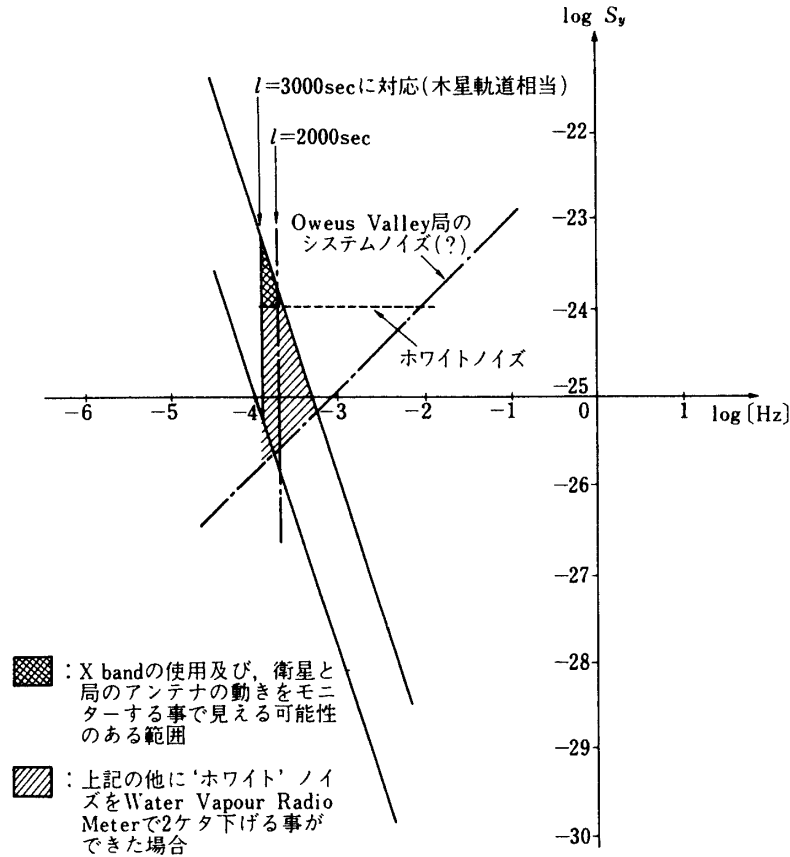 log Sy
l=3000secに対応(木星軌道相当)
l=2000sec
Oweus Valley局の
システムノイズ(?)
ホワイトノイズ
-22
-23
-24
-25
-26
-27
-28
-29
-30
-6
-5
-4
-3
-2
-1
0
1
log〔Hz〕
：X bandの使用及び，衛星と
局のアンテナの動きをモニ
ターする事で見える可能性
のある範囲
：上記の他に‘ホワイト’ノイ
ズをWater Vapour Radio
Meterで2ケタ下げる事が
できた場合